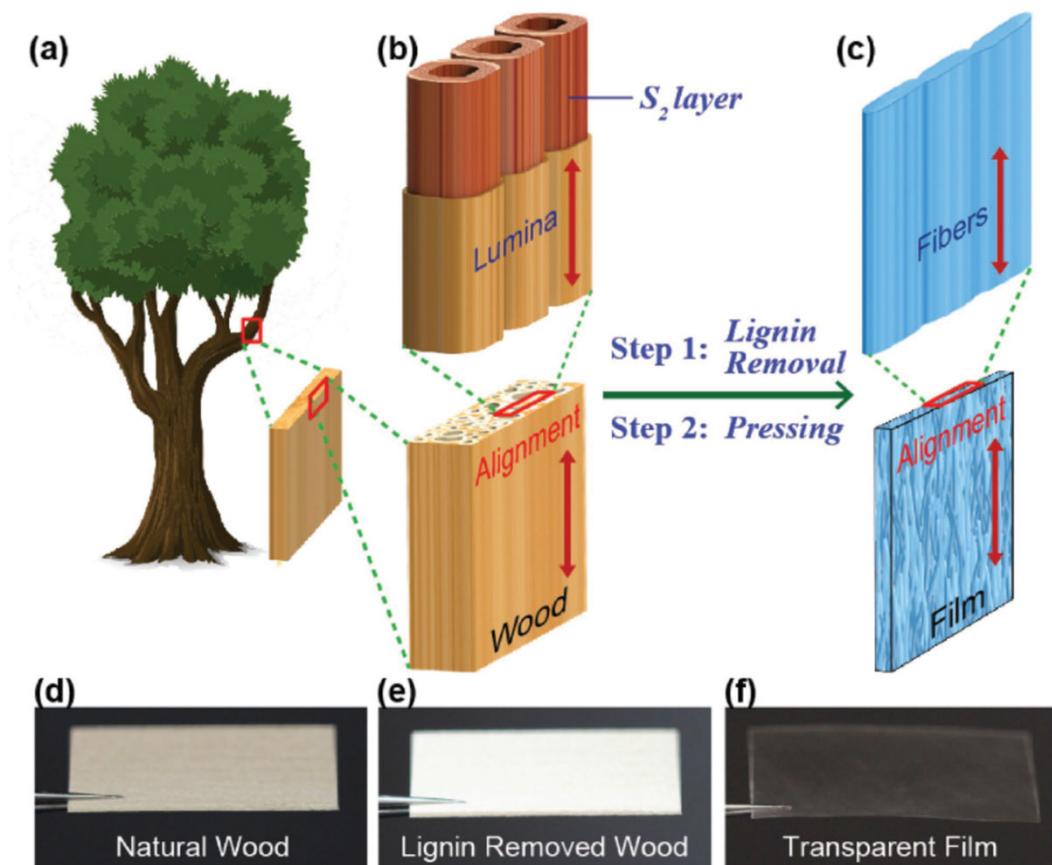 (a)
(b)
(c)
S2 layer
Lumina
Fibers
Step 1: Lignin
Removal
Step 2: Pressing
Alignment
Wood
Alignment
Film
(d)
(e)
(f)
Natural Wood
Lignin Removed Wood
Transparent Film